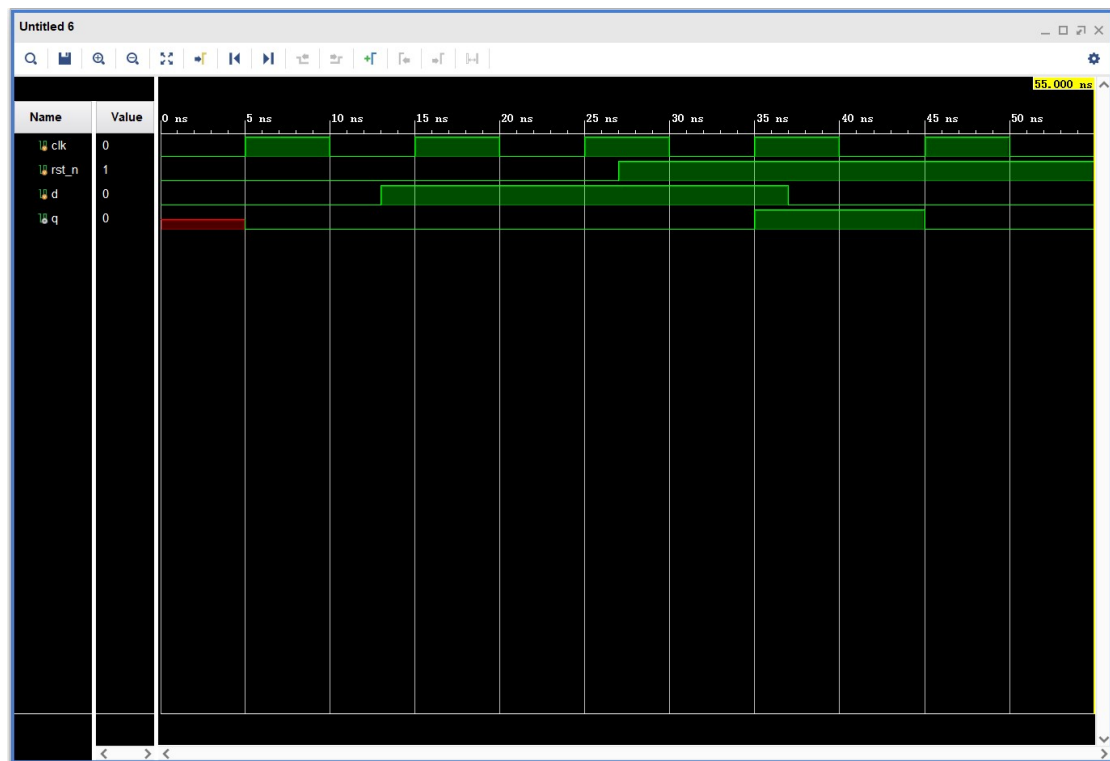 Untitled 6
55.000 ns
Name Value 0 ns 5 ns 10 ns 15 ns 20 ns 25 ns 30 ns 35 ns 40 ns 45 ns 50 ns
clk 0
rst_n 1
d 0
q 0